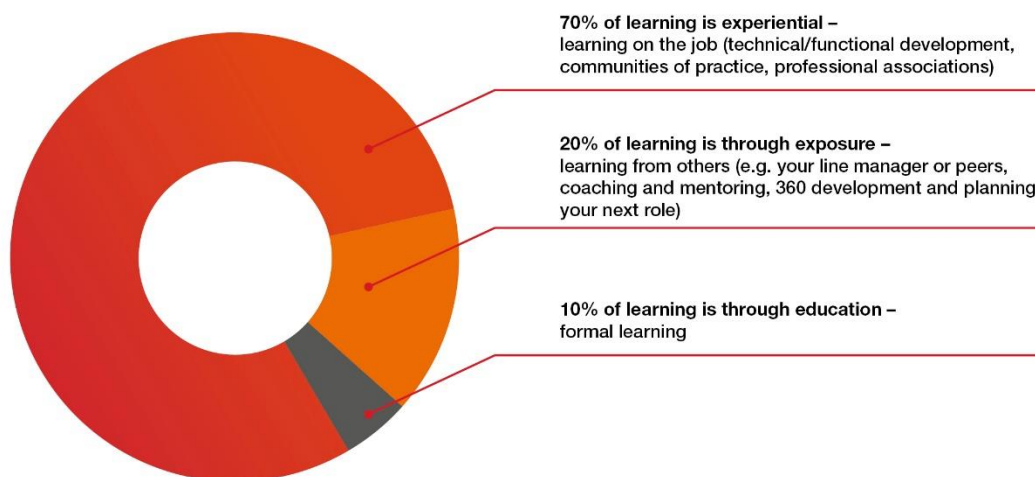 70% of learning is experiential –
learning on the job (technical/functional development,
communities of practice, professional associations)
20% of learning is through exposure –
learning from others (e.g. your line manager or peers,
coaching and mentoring, 360 development and planning
your next role)
10% of learning is through education –
formal learning